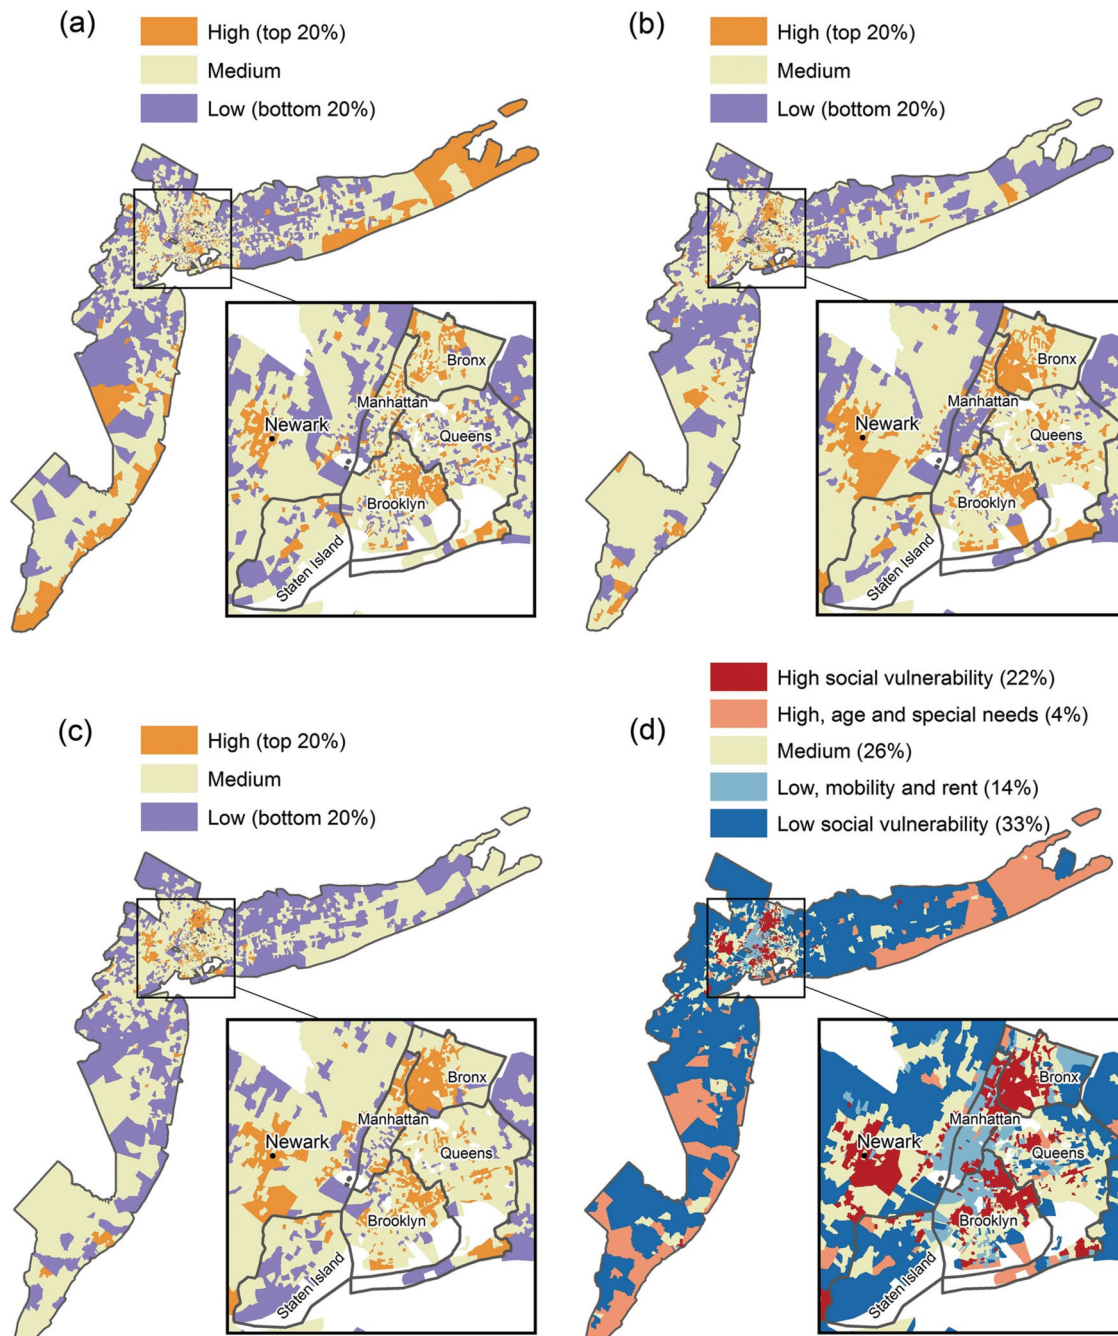 (a)
High (top 20%)
Medium
Low (bottom 20%)
Bronx
Manhattan
Newark
Queens
Brooklyn
Staten Island
(b)
High (top 20%)
Medium
Low (bottom 20%)
Bronx
Manhattan
Newark
Queens
Brooklyn
Staten Island
(c)
High (top 20%)
Medium
Low (bottom 20%)
Bronx
Manhattan
Newark
Queens
Brooklyn
Staten Island
(d)
High social vulnerability (22%)
High, age and special needs (4%)
Medium (26%)
Low, mobility and rent (14%)
Low social vulnerability (33%)
Bronx
Manhattan
Newark
Queens
Brooklyn
Staten Island